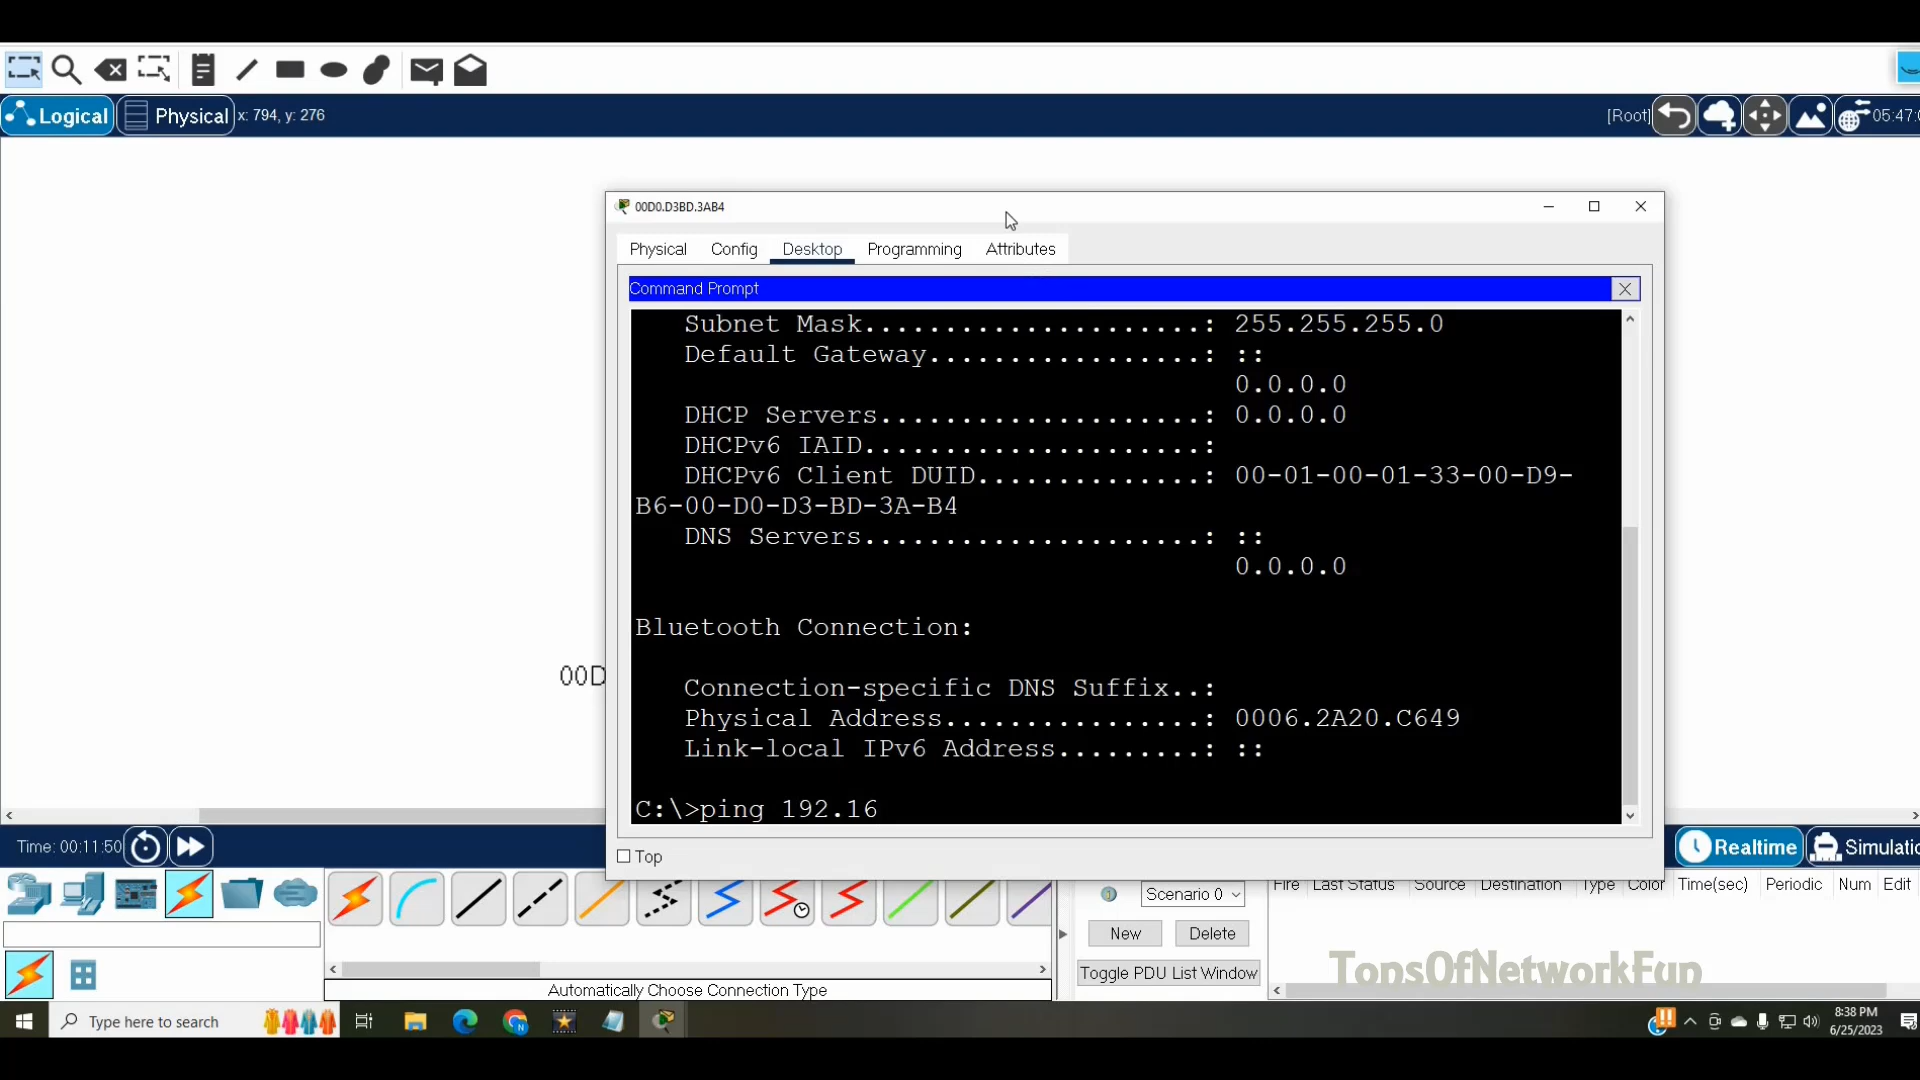 Logical
Physical
x: 794, y: 276
[Root]
05:47:
00D0.D3BD.3AB4
Physical
Config
Desktop
Programming
Attributes
Command Prompt
Subnet Mask.....................: 255.255.255.0
Default Gateway.................: ::
0.0.0.0
DHCP Servers....................: 0.0.0.0
DHCPv6 IAID.....................:
DHCPv6 Client DUID..............: 00-01-00-01-33-00-D9-
B6-00-D0-D3-BD-3A-B4
DNS Servers.....................: ::
0.0.0.0
Bluetooth Connection:
Connection-specific DNS Suffix..:
Physical Address................: 0006.2A20.C649
Link-local IPv6 Address.........: ::
C:\>ping 192.16
00D
Top
Time: 00:11:50
Realtime
Simulatio
Scenario 0
Fire Last Status Source Destination Type Color Time(sec) Periodic Num Edit
New
Delete
Toggle PDU List Window
TopsOfNetworkFun
Automatically Choose Connection Type
Type here to search
8:38 PM
6/25/2023